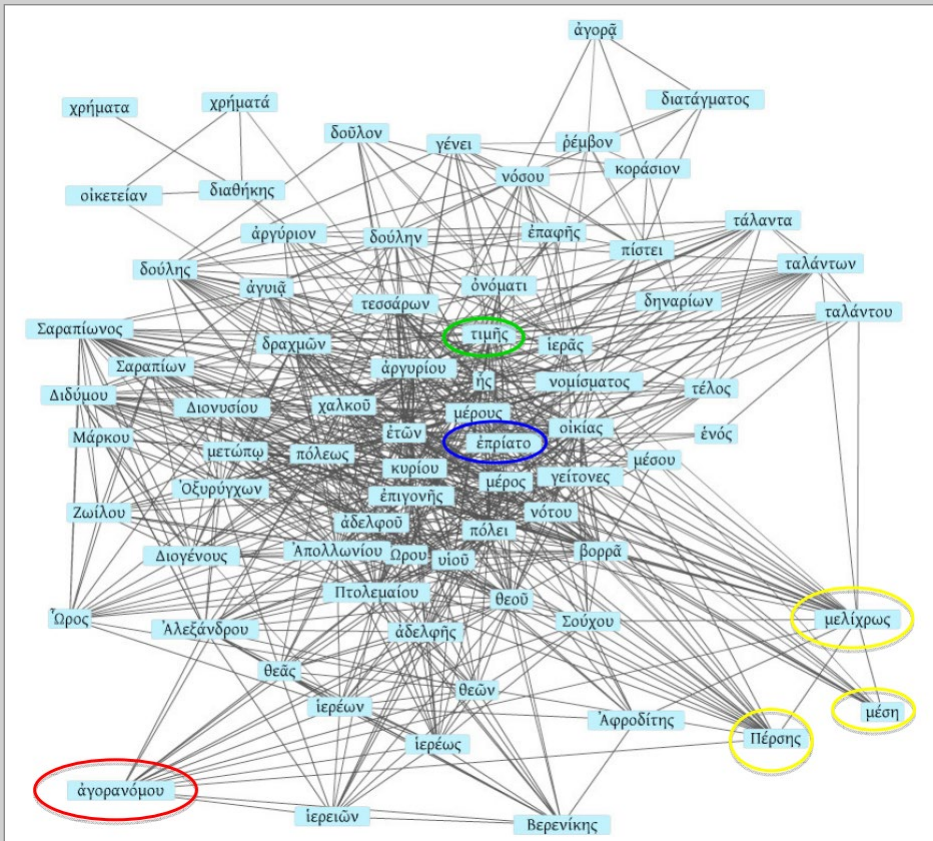 ἀγορᾷ
διατάγματος
χρήματα
χρήματά
δοῦλον
γένει
ῥέμβον
κοράσιον
νόσου
οἰκετείαν
διαθήκης
τάλαντα
ἀργύριον
δούλην
ἐπαφῆς
πίστει
ταλάντων
δούλης
ἀγυιᾷ
ὀνόματι
τεσσάρων
δηναρίων
ταλάντου
Σαραπίωνος
τιμῆς
δραχμῶν
ἱερᾶς
Σαραπίων
ἀργυρίου
ἧς
νομίσματος
τέλος
Διδύμου
Διονυσίου
χαλκοῦ
μέρους
οἰκίας
ἑνός
Μάρκου
ἐτῶν
ἐπρίατο
μετώπῳ
πόλεως
κυρίου
μέρος
γείτονες
μέσου
Ὀξυρύγχων
ἐπιγονῆς
νότου
Ζωίλου
ἀδελφοῦ
πόλει
Διογένους
Ἀπολλωνίου
Ὥρου
υἱοῦ
βορρᾶ
Πτολεμαίου
θεοῦ
Ὧρος
Ἀλεξάνδρου
ἀδελφῆς
Σούχου
μελίχρως
θεᾶς
θεῶν
ἱερέων
Ἀφροδίτης
μέση
ἱερέως
Πέρσης
ἀγορανόμου
ἱερειῶν
Βερενίκης